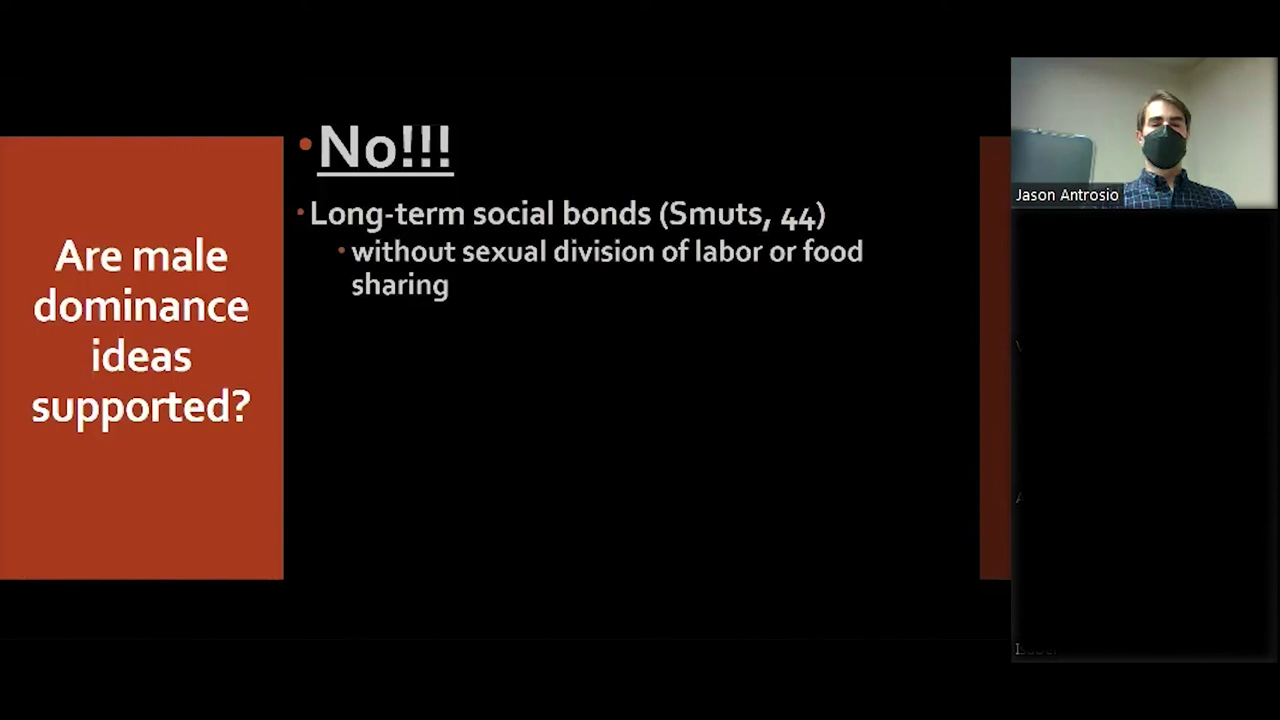 Are male
dominance
ideas
supported?
•No!!!
•Long-term social bonds (Smuts, 44)
•without sexual division of labor or food
sharing
Jason Antrosio